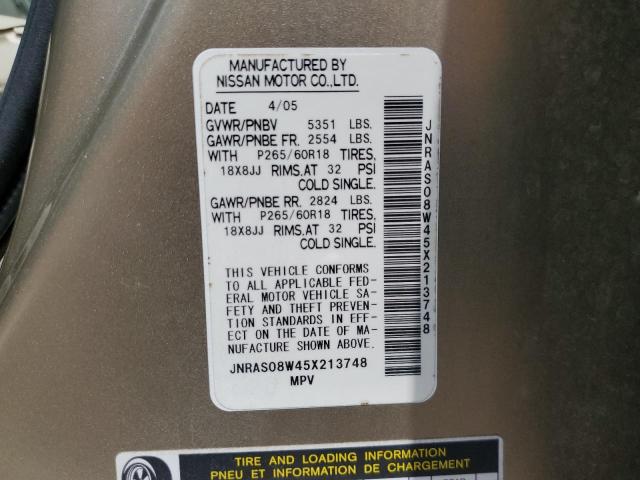 MANUFACTURED BY
NISSAN MOTOR CO.,LTD.
DATE 4/05
GVWR/PNBV 5351 LBS.
GAWR/PNBE FR. 2554 LBS.
WITH P265/60R18 TIRES,
18X8JJ RIMS,AT 32 PSI
COLD SINGLE.
GAWR/PNBE RR. 2824 LBS.
WITH P265/60R18 TIRES,
18X8JJ RIMS,AT 32 PSI
COLD SINGLE.
THIS VEHICLE CONFORMS
TO ALL APPLICABLE FED-
ERAL MOTOR VEHICLE SA-
FETY AND THEFT PREVEN-
TION STANDARDS IN EFF-
ECT ON THE DATE OF MA-
NUFACTURE SHOWN ABOVE.
JNRAS08W45X213748
MPV
JNRAS08W45X213748
TIRE AND LOADING INFORMATION
PNEU ET INFORMATION DE CHARGEMENT